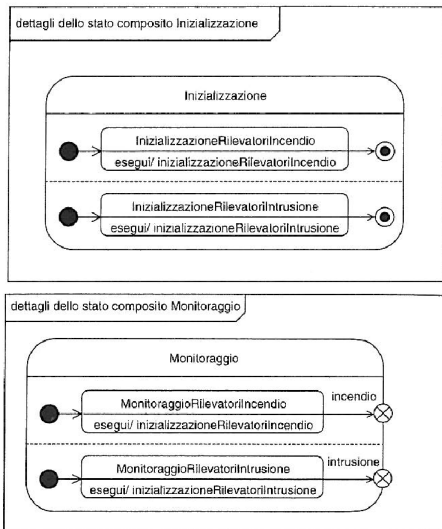 dettagli dello stato composito Inizializzazione
Inizializzazione
InizializzazioneRilevatoriIncendio
esegui/ inizializzazioneRilevatoriIncendio
InizializzazioneRilevatoriIntrusione
esegui/ inizializzazioneRilevatoriIntrusione
dettagli dello stato composito Monitoraggio
Monitoraggio
incendio
MonitoraggioRilevatoriIncendio
esegui/ inizializzazioneRilevatoriIncendio
intrusione
MonitoraggioRilevatoriIntrusione
esegui/ inizializzazioneRilevatoriIntrusione